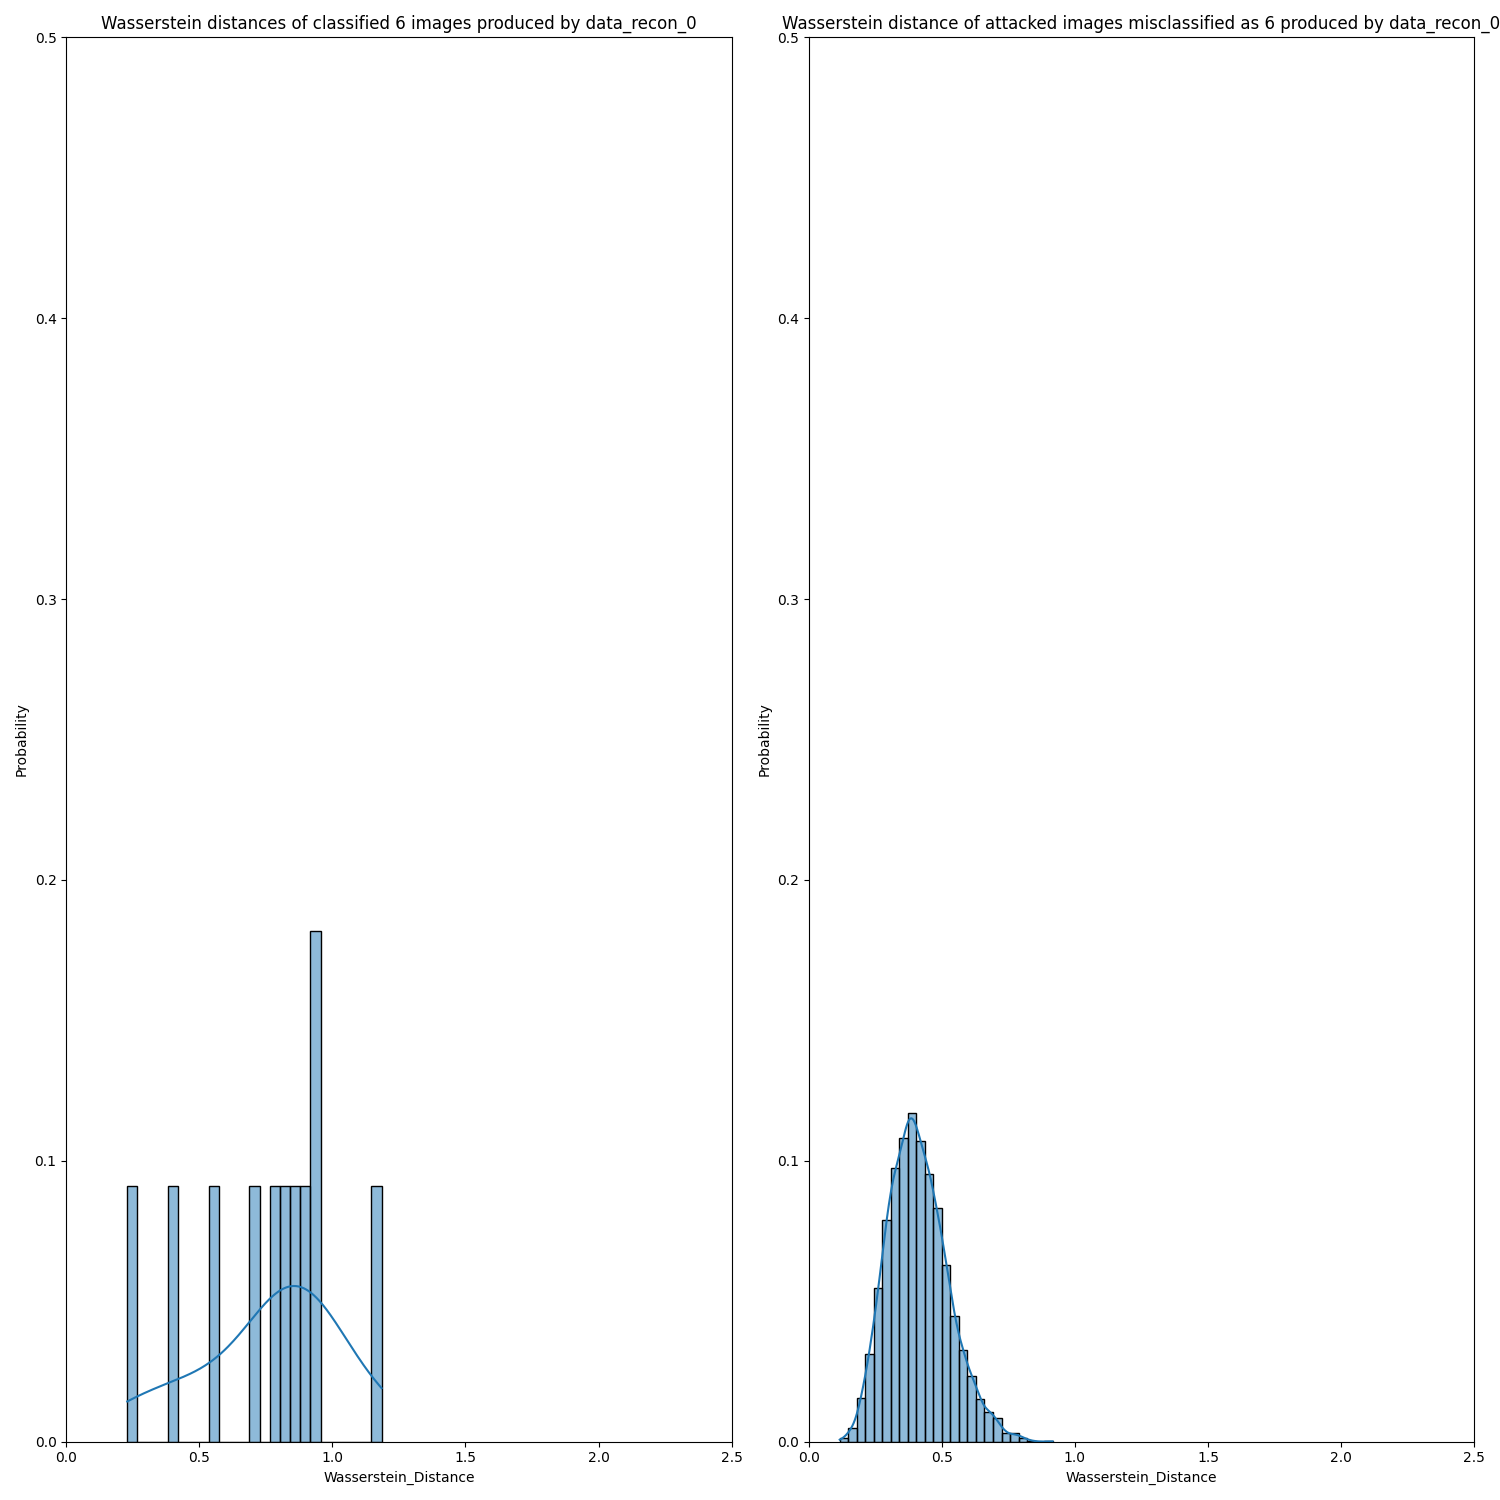 Wasserstein distances of classified 6 images produced by data_recon_0
0.5
0.4
0.3
0.2
0.1
0.0
Probability
0.0 0.5 1.0 1.5 2.0 2.5
Wasserstein_Distance
Wasserstein distance of attacked images misclassified as 6 produced by data_recon_0
0.5
0.4
0.3
0.2
0.1
0.0
Probability
0.0 0.5 1.0 1.5 2.0 2.5
Wasserstein_Distance